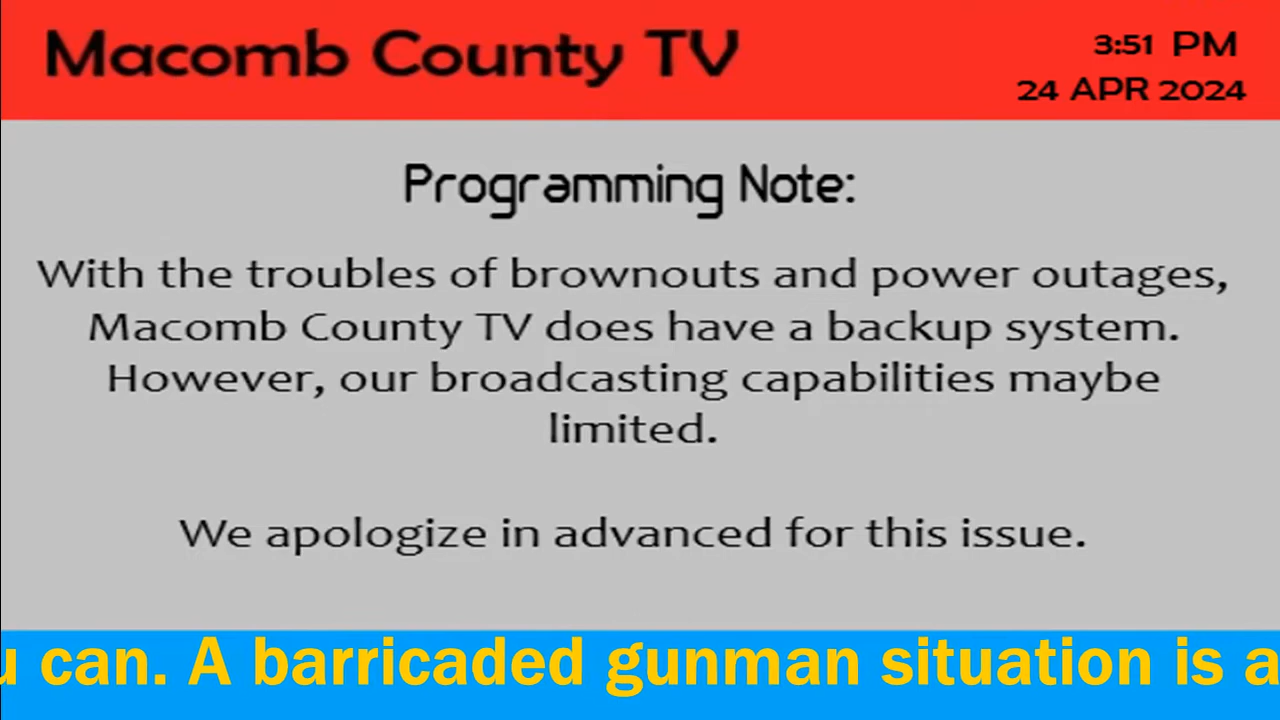 Macomb County TV
3:51 PM
24 APR 2024
Programming Note:
With the troubles of brownouts and power outages,
Macomb County TV does have a backup system.
However, our broadcasting capabilities maybe
limited.
We apologize in advanced for this issue.
u can. A barricaded gunman situation is a